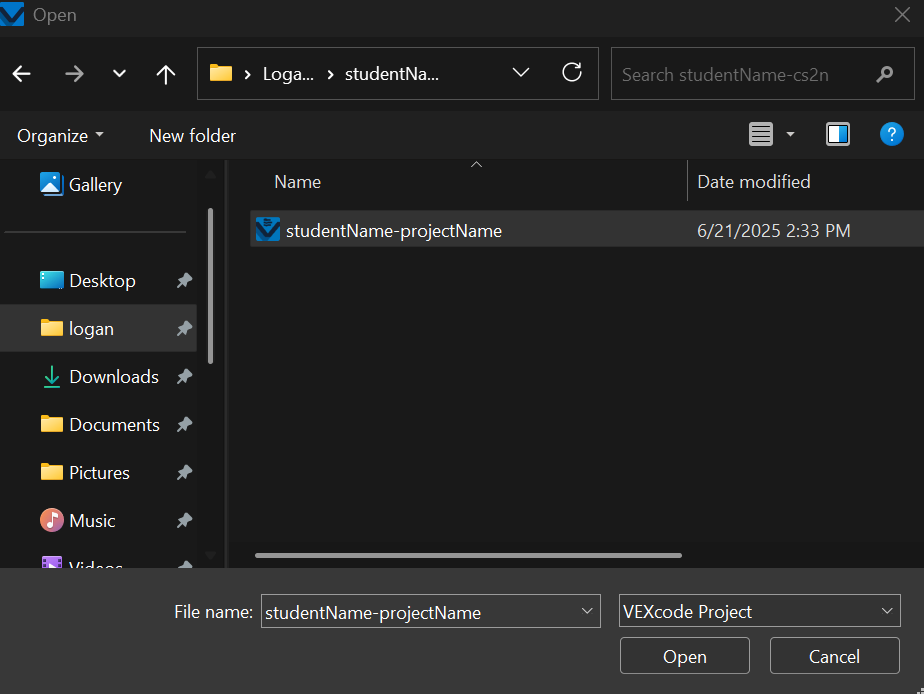 Open
Loga... studentNa...
Search studentName-cs2n
Organize
New folder
?
Gallery
Name
Date modified
studentName-projectName
6/21/2025 2:33 PM
Desktop
logan
Downloads
Documents
Pictures
Music
Videos
File name: studentName-projectName
VEXcode Project
Open
Cancel